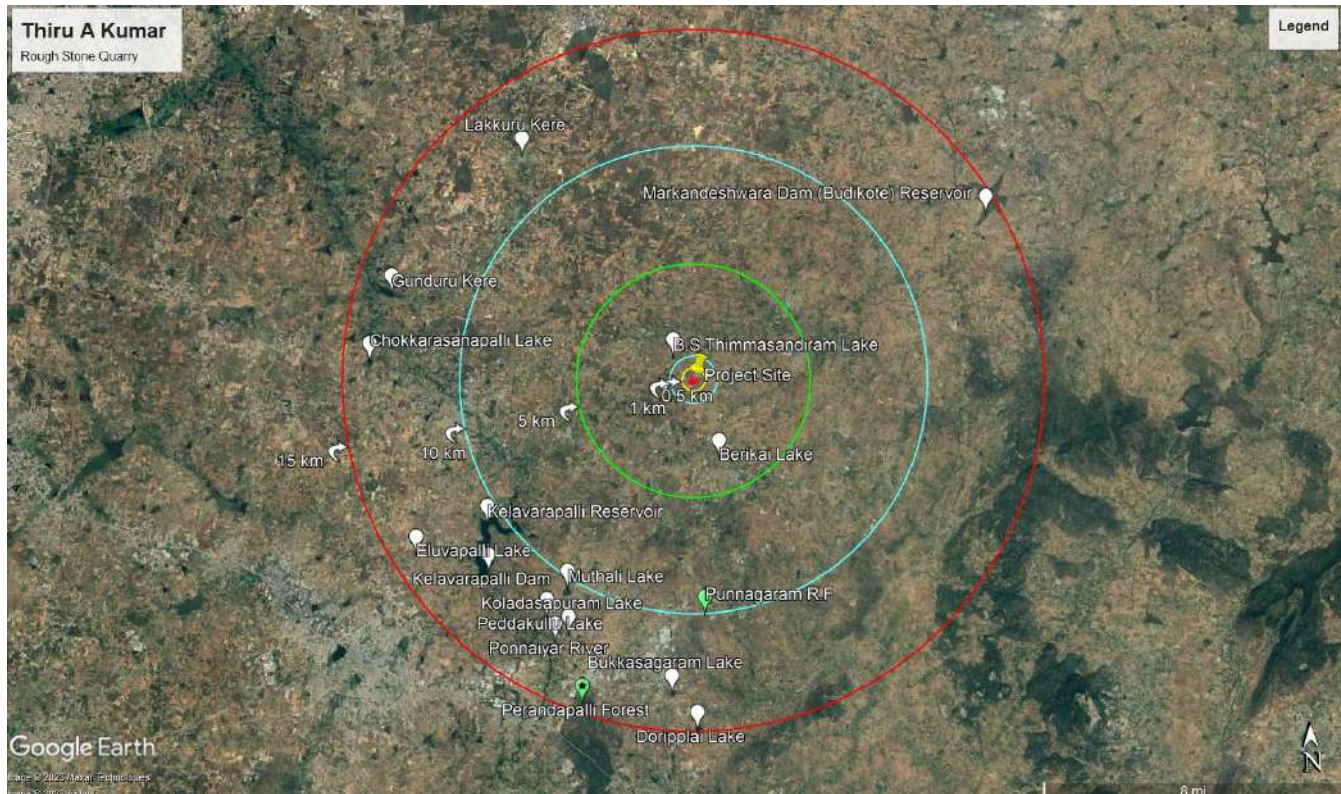 Thiru A Kumar
Rough Stone Quarry
Legend
Lakkuru Kere
Markandeshwara Dam (Budikote) Reservoir
Gunduru Kere
Chokkarasanapalli Lake
B.S Thimmasandiram Lake
Project Site
0.5 km
1 km
5 km
10 km
15 km
Berikai Lake
Kelavarapalli Reservoir
Eluvapalli Lake
Kelavarapalli Dam
Muthali Lake
Punnagaram R.F
Koladasapuram Lake
Peddakullu Lake
Ponnaiyar River
Bukkasagaram Lake
Perandapalli Forest
Doripplai Lake
Google Earth
Image © 2023 Maxar Technologies
N
8 mi